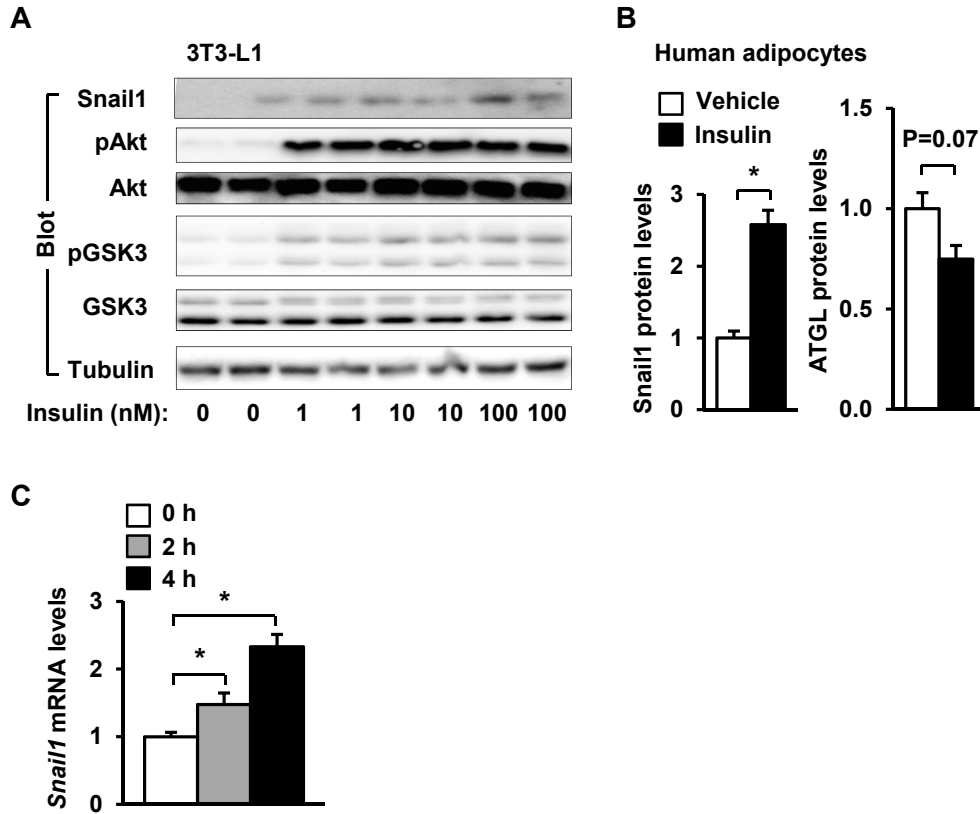 A
3T3-L1
Blot
Snail1
pAkt
Akt
pGSK3
GSK3
Tubulin
Insulin (nM): 0 0 1 1 10 10 100 100
B
Human adipocytes
Vehicle
Insulin
Snail1 protein levels
3
2
1
0
*
ATGL protein levels
1.5
1.0
0.5
0.0
P=0.07
C
0 h
2 h
4 h
Snail1 mRNA levels
3
2
1
0
*
*